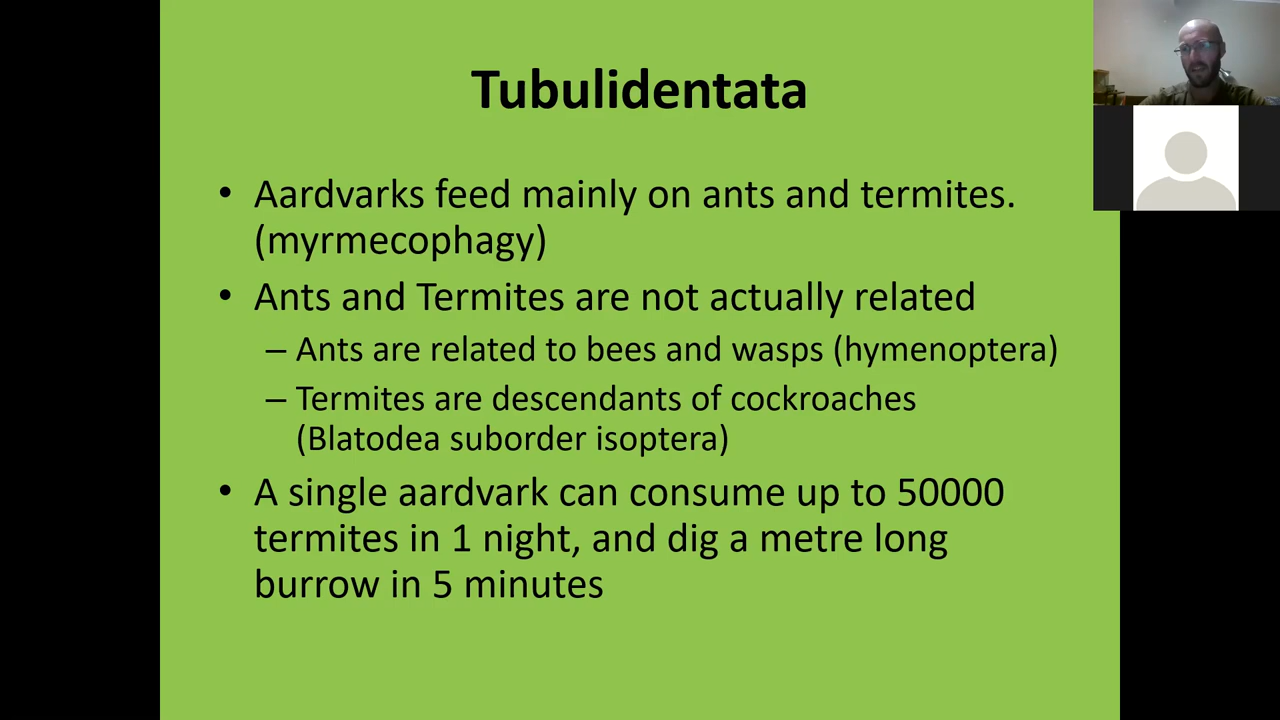 Tubulidentata
• Aardvarks feed mainly on ants and termites.
(myrmecophagy)
• Ants and Termites are not actually related
– Ants are related to bees and wasps (hymenoptera)
– Termites are descendants of cockroaches
(Blatodea suborder isoptera)
• A single aardvark can consume up to 50000
termites in 1 night, and dig a metre long
burrow in 5 minutes